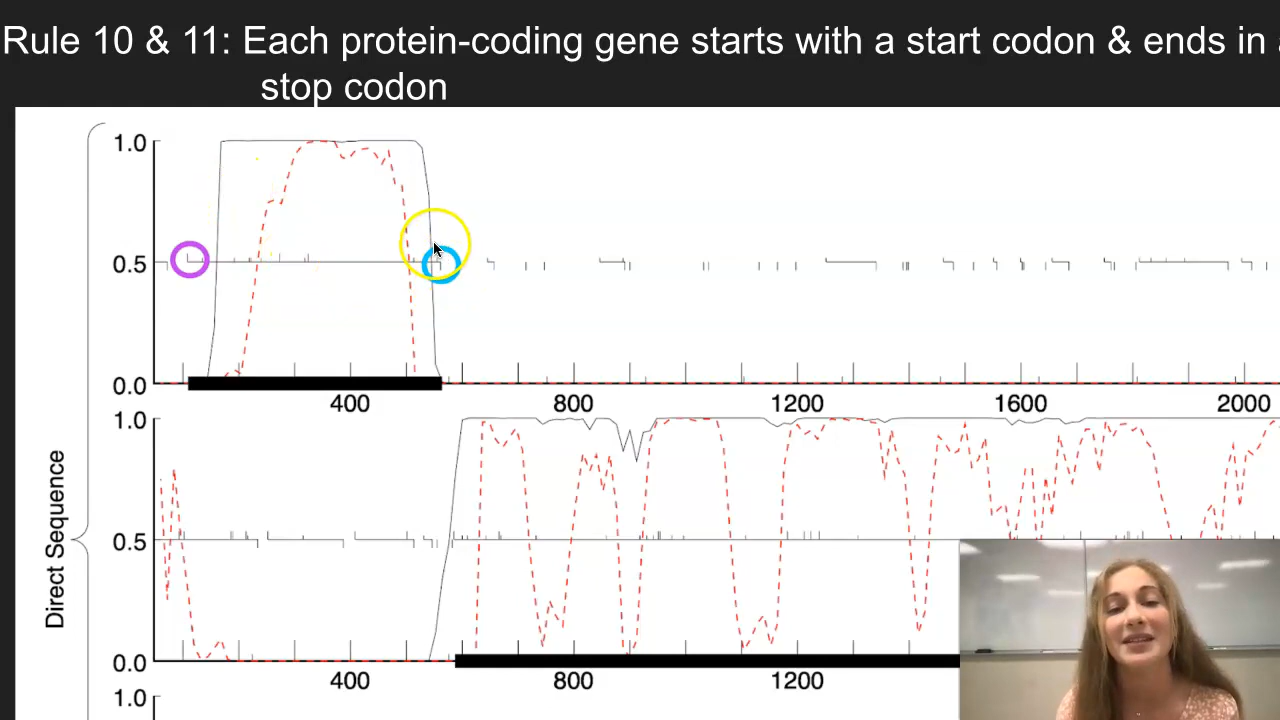 Rule 10 & 11: Each protein-coding gene starts with a start codon & ends in a
stop codon
1.0
0.5
0.0
400 800 1200 1600 2000
1.0
0.5
0.0
400 800 1200
1.0
Direct Sequence